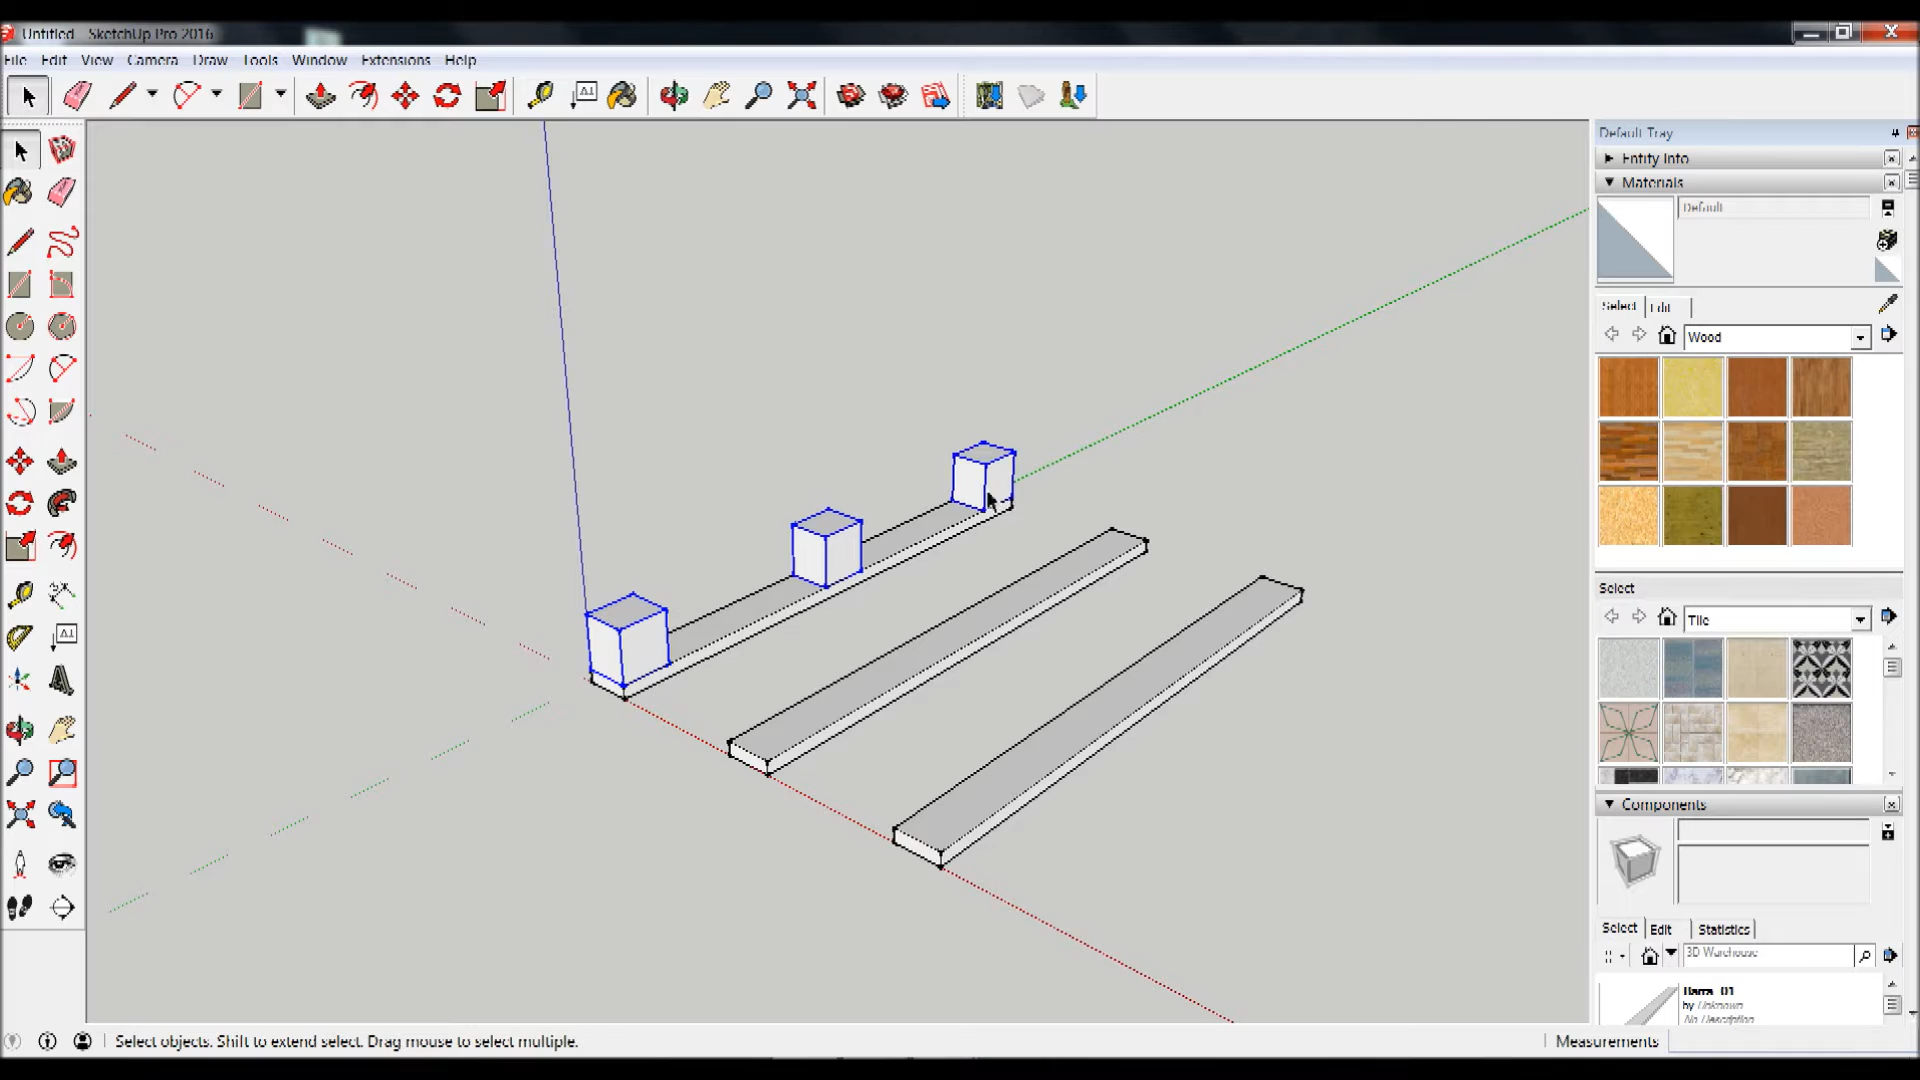 Untitled - SketchUp Pro 2016
File Edit View Camera Draw Tools Window Extensions Help
Default Tray
Entity Info
Materials
Default
Select Edit
Wood
Select
Tile
Components
Select Edit Statistics
3D Warehouse
Barra_01
by Unknown
No Description
Select objects. Shift to extend select. Drag mouse to select multiple.
Measurements